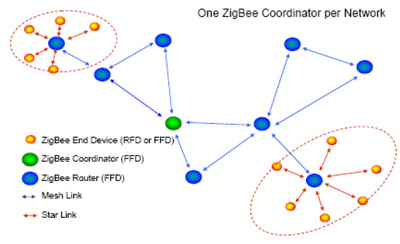 One ZigBee Coordinator per Network
ZigBee End Device (RFD or FFD)
ZigBee Coordinator (FFD)
ZigBee Router (FFD)
Mesh Link
Star Link